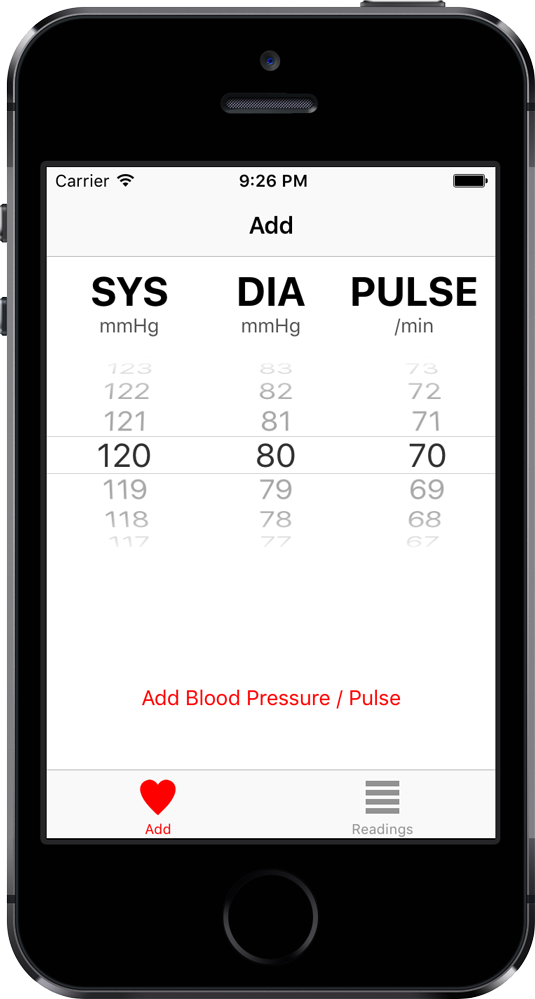 Carrier 9:26 PM
Add
SYS DIA PULSE
mmHg mmHg /min
123 83 73
122 82 72
121 81 71
120 80 70
119 79 69
118 78 68
117 77 67
Add Blood Pressure / Pulse
Add Readings